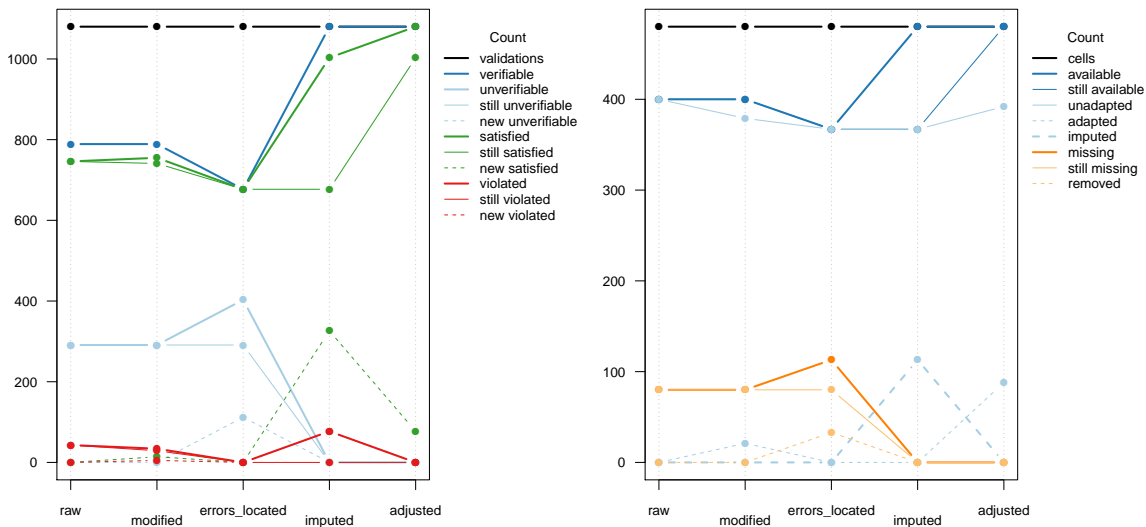 1000
800
600
400
200
0
raw
modified
errors_located
imputed
adjusted
Count
validations
verifiable
unverifiable
still unverifiable
new unverifiable
satisfied
still satisfied
new satisfied
violated
still violated
new violated
400
300
200
100
0
raw
modified
errors_located
imputed
adjusted
Count
cells
available
still available
unadapted
adapted
imputed
missing
still missing
removed